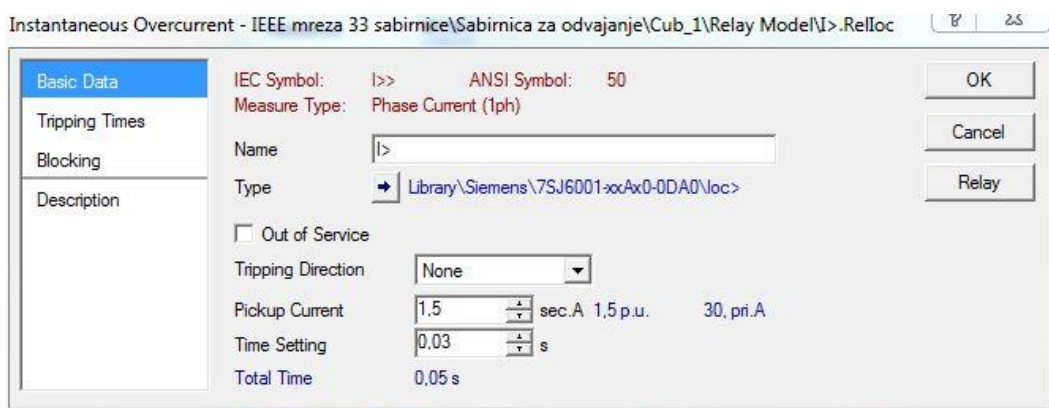 Instantaneous Overcurrent - IEEE mreza 33 sabirnice\Sabirnica za odvajanje\Cub_1\Relay Model\I>.RelIoc
Basic Data
Tripping Times
Blocking
Description
IEC Symbol: I>> ANSI Symbol: 50
Measure Type: Phase Current (1ph)
Name I>
Type Library\Siemens\7SJ6001-xxAx0-0DA0\Ioc>
Out of Service
Tripping Direction None
Pickup Current 1,5 sec.A 1,5 p.u. 30, pri.A
Time Setting 0,03 s
Total Time 0,05 s
OK
Cancel
Relay